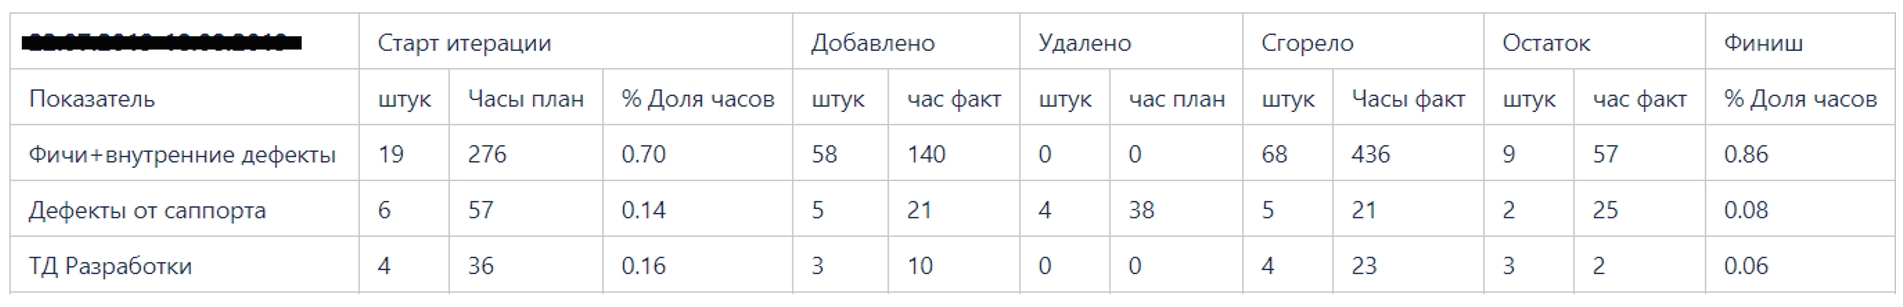 Старт итерации Добавлено Удалено Сгорело Остаток Финиш
Показатель штук Часы план % Доля часов штук час факт штук час план штук Часы факт штук час факт % Доля часов
Фичи+внутренние дефекты 19 276 0.70 58 140 0 0 68 436 9 57 0.86
Дефекты от саппорта 6 57 0.14 5 21 4 38 5 21 2 25 0.08
ТД Разработки 4 36 0.16 3 10 0 0 4 23 3 2 0.06